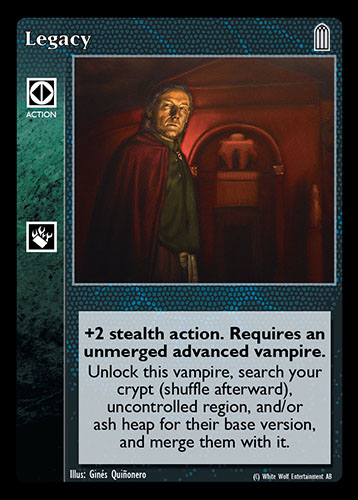 Legacy
ACTION
+2 stealth action. Requires an
unmerged advanced vampire.
Unlock this vampire, search your
crypt (shuffle afterward),
uncontrolled region, and/or
ash heap for their base version,
and merge them with it.
Illus: Ginés Quiñonero
(C) White Wolf Entertainment AB